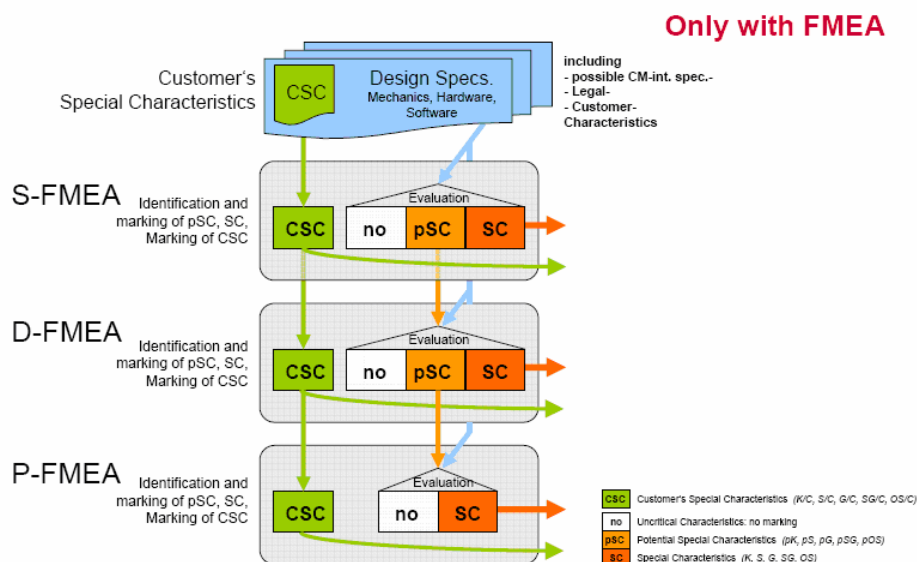 Only with FMEA
Customer's
Special Characteristics
CSC
Design Specs.
Mechanics, Hardware,
Software
including
- possible CM-int. spec.-
- Legal-
- Customer-
Characteristics
S-FMEA
Identification and
marking of pSC, SC,
Marking of CSC
CSC
Evaluation
no
pSC
SC
D-FMEA
Identification and
marking of pSC, SC,
Marking of CSC
CSC
Evaluation
no
pSC
SC
P-FMEA
Identification and
marking of pSC, SC,
Marking of CSC
CSC
Evaluation
no
SC
CSC Customer's Special Characteristics (K/C, S/C, G/C, SG/C, OS/C)
no Uncritical Characteristics: no marking
pSC Potential Special Characteristics (pK, pS, pG, pSG, pOS)
SC Special Characteristics (K, S, G, SG, OS)